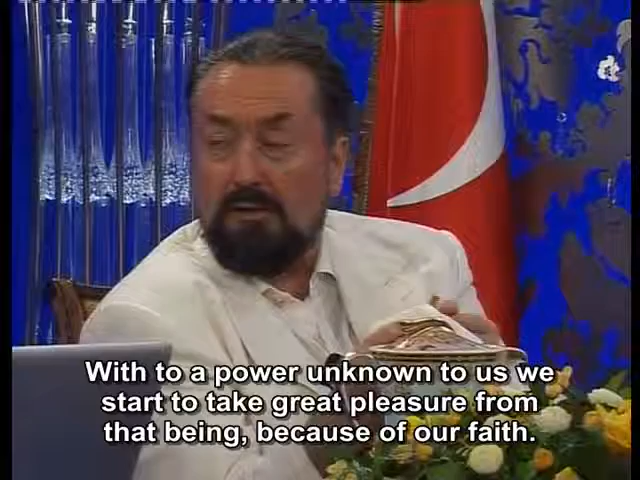 With to a power unknown to us we
start to take great pleasure from
that being, because of our faith.